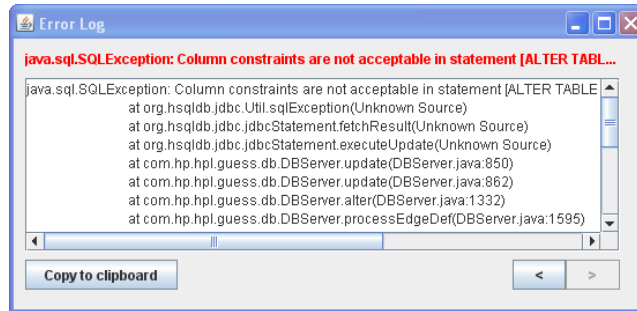 Error Log
java.sql.SQLException: Column constraints are not acceptable in statement [ALTER TABL...
java.sql.SQLException: Column constraints are not acceptable in statement [ALTER TABLE
at org.hsqldb.jdbc.Util.sqlException(Unknown Source)
at org.hsqldb.jdbc.jdbcStatement.fetchResult(Unknown Source)
at org.hsqldb.jdbc.jdbcStatement.executeUpdate(Unknown Source)
at com.hp.hpl.guess.db.DBServer.update(DBServer.java:850)
at com.hp.hpl.guess.db.DBServer.update(DBServer.java:862)
at com.hp.hpl.guess.db.DBServer.alter(DBServer.java:1332)
at com.hp.hpl.guess.db.DBServer.processEdgeDef(DBServer.java:1595)
Copy to clipboard < >